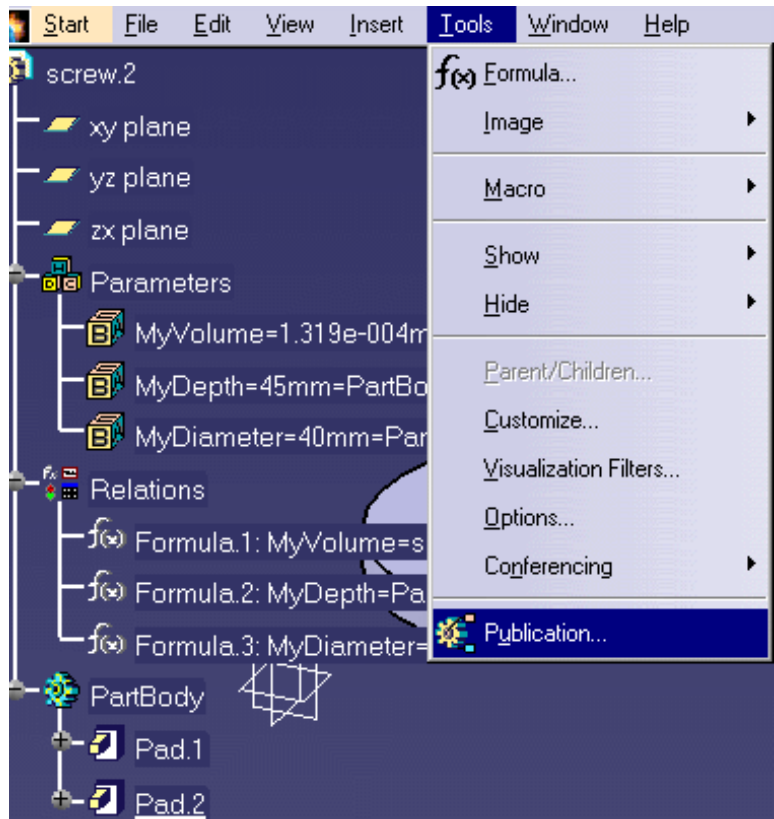 Start File Edit View Insert Tools Window Help
screw.2
xy plane
yz plane
zx plane
Parameters
MyVolume=1.319e-004m
MyDepth=45mm=PartBo
MyDiameter=40mm=Par
Relations
Formula.1: MyVolume=s
Formula.2: MyDepth=Pa
Formula.3: MyDiameter=
PartBody
Pad.1
Pad.2
f(x) Formula...
Image
Macro
Show
Hide
Parent/Children...
Customize...
Visualization Filters...
Options...
Conferencing
Publication...